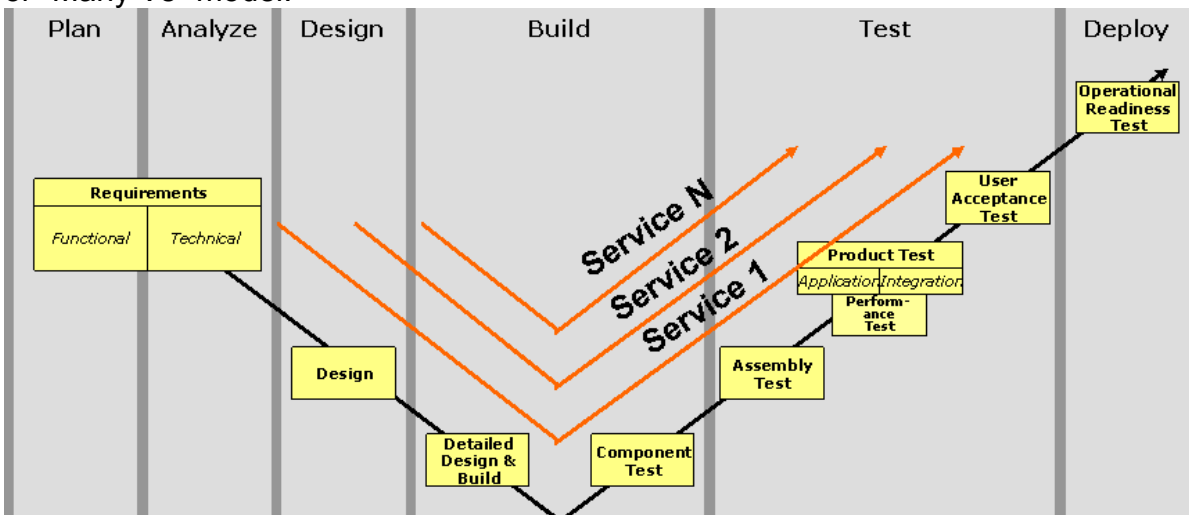 Plan
Analyze
Design
Build
Test
Deploy
Operational
Readiness
Test
Requirements
Functional
Technical
Service N
Service 2
Service 1
User
Acceptance
Test
Product Test
Application
Integration
Perform-
ance
Test
Design
Assembly
Test
Detailed
Design &
Build
Component
Test